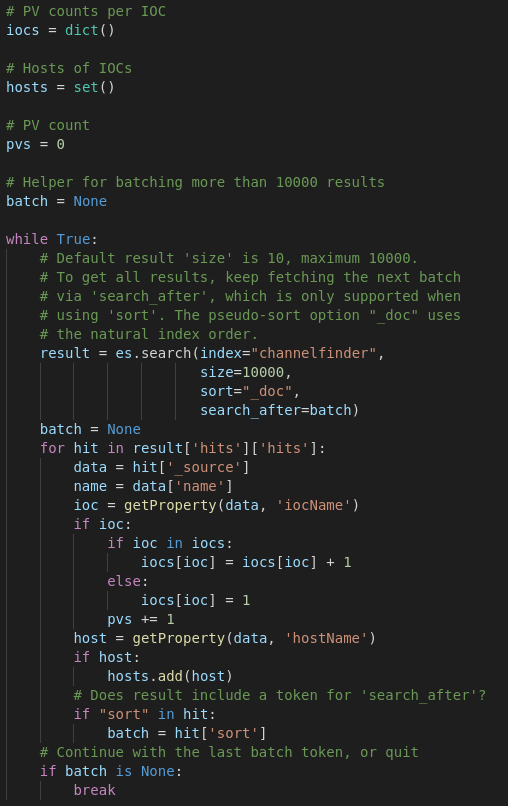 # PV counts per IOC
iocs = dict()

# Hosts of IOCs
hosts = set()

# PV count
pvs = 0

# Helper for batching more than 10000 results
batch = None

while True:
    # Default result 'size' is 10, maximum 10000.
    # To get all results, keep fetching the next batch
    # via 'search_after', which is only supported when
    # using 'sort'. The pseudo-sort option "_doc" uses
    # the natural index order.
    result = es.search(index="channelfinder",
                       size=10000,
                       sort="_doc",
                       search_after=batch)
    batch = None
    for hit in result['hits']['hits']:
        data = hit['_source']
        name = data['name']
        ioc = getProperty(data, 'iocName')
        if ioc:
            if ioc in iocs:
                iocs[ioc] = iocs[ioc] + 1
            else:
                iocs[ioc] = 1
            pvs += 1
        host = getProperty(data, 'hostName')
        if host:
            hosts.add(host)
        # Does result include a token for 'search_after'?
        if "sort" in hit:
            batch = hit['sort']
    # Continue with the last batch token, or quit
    if batch is None:
        break